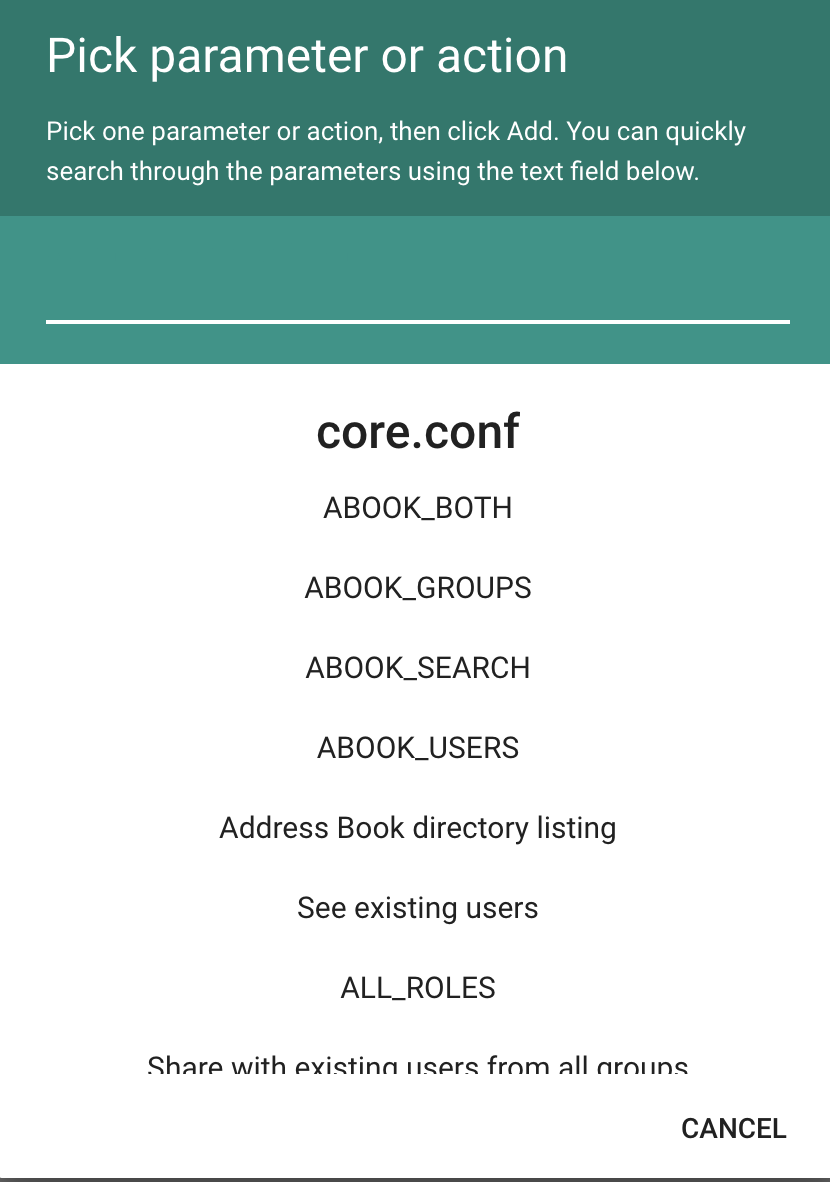 Pick parameter or action
Pick one parameter or action, then click Add. You can quickly
search through the parameters using the text field below.
core.conf
ABOOK_BOTH
ABOOK_GROUPS
ABOOK_SEARCH
ABOOK_USERS
Address Book directory listing
See existing users
ALL_ROLES
Share with existing users from all groups
CANCEL